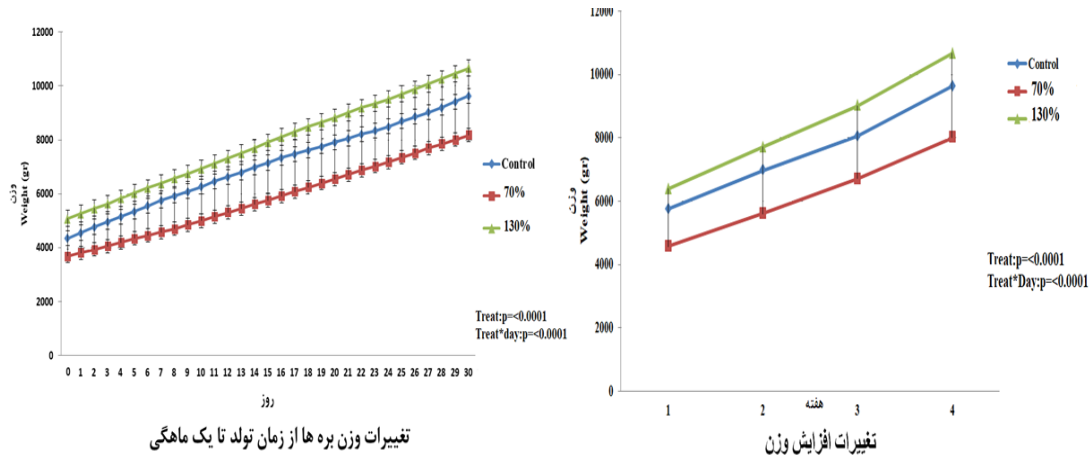 12000
10000
8000
6000
4000
2000
0
وزن
Weight (gr)
0 1 2 3 4 5 6 7 8 9 10 11 12 13 14 15 16 17 18 19 20 21 22 23 24 25 26 27 28 29 30
روز
Control
70%
130%
Treat:p=<0.0001
Treat*day:p=<0.0001
تغییرات وزن بره ها از زمان تولد تا یک ماهگی
12000
10000
8000
6000
4000
2000
0
وزن
Weight (gr)
1 2 3 4
هفته
Control
70%
130%
Treat:p=<0.0001
Treat*Day:p=<0.0001
تغییرات افزایش وزن